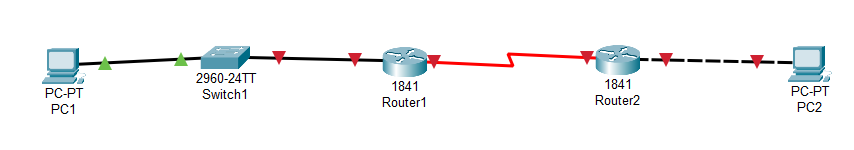 PC-PT
PC1
2960-24TT
Switch1
1841
Router1
1841
Router2
PC-PT
PC2